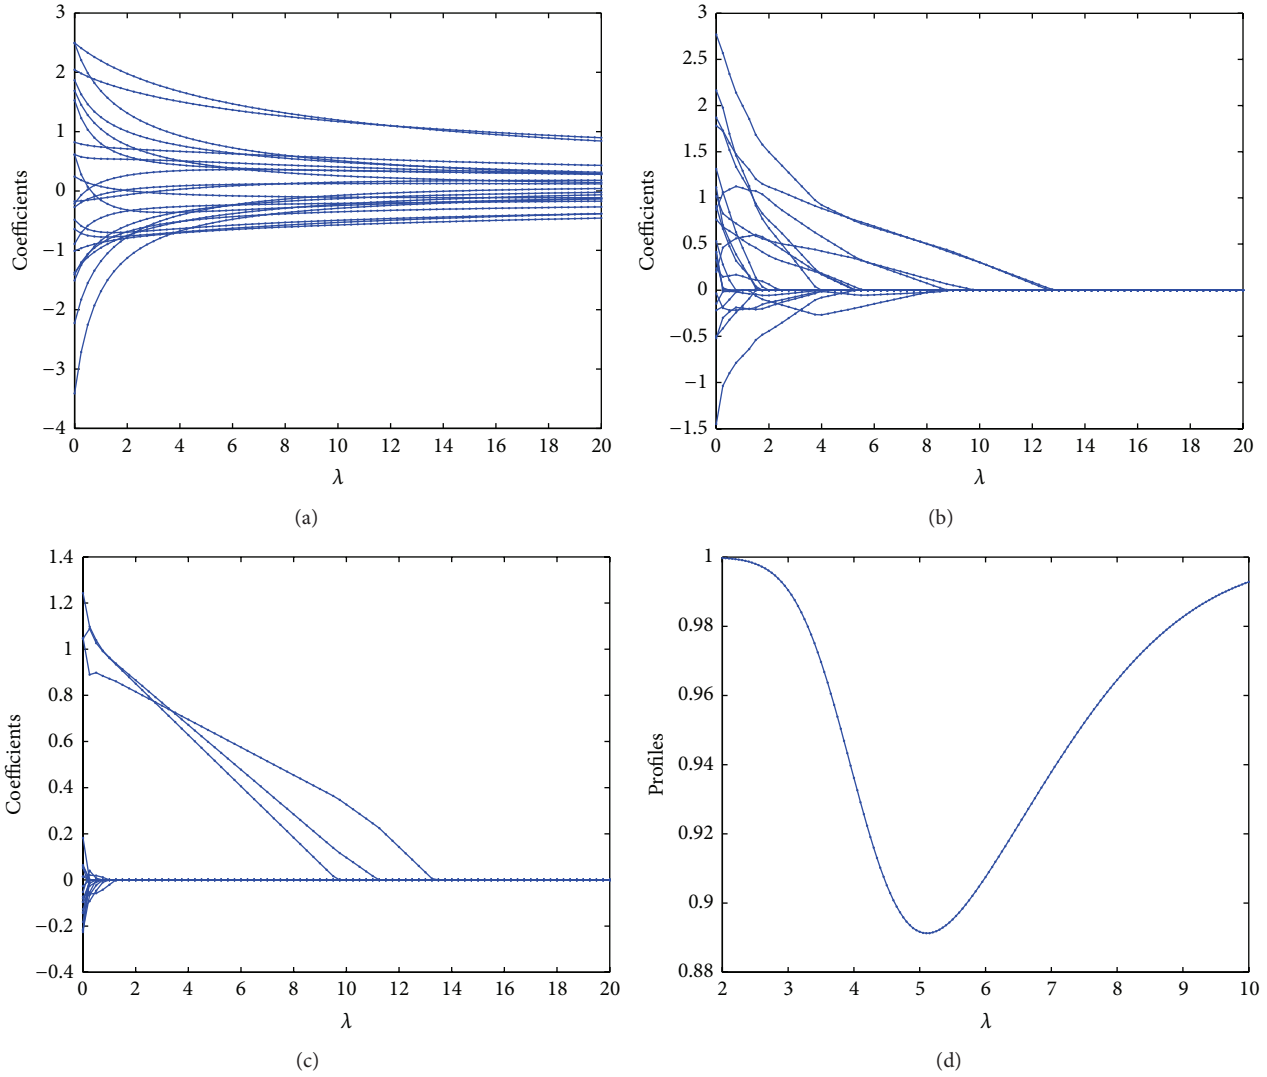 3
2
1
0
−1
−2
−3
−4
Coefficients
0 2 4 6 8 10 12 14 16 18 20
λ
(a)
3
2.5
2
1.5
1
0.5
0
−0.5
−1
−1.5
Coefficients
0 2 4 6 8 10 12 14 16 18 20
λ
(b)
1.4
1.2
1
0.8
0.6
0.4
0.2
0
−0.2
−0.4
Coefficients
0 2 4 6 8 10 12 14 16 18 20
λ
(c)
1
0.98
0.96
0.94
0.92
0.9
0.88
Profiles
2 3 4 5 6 7 8 9 10
λ
(d)